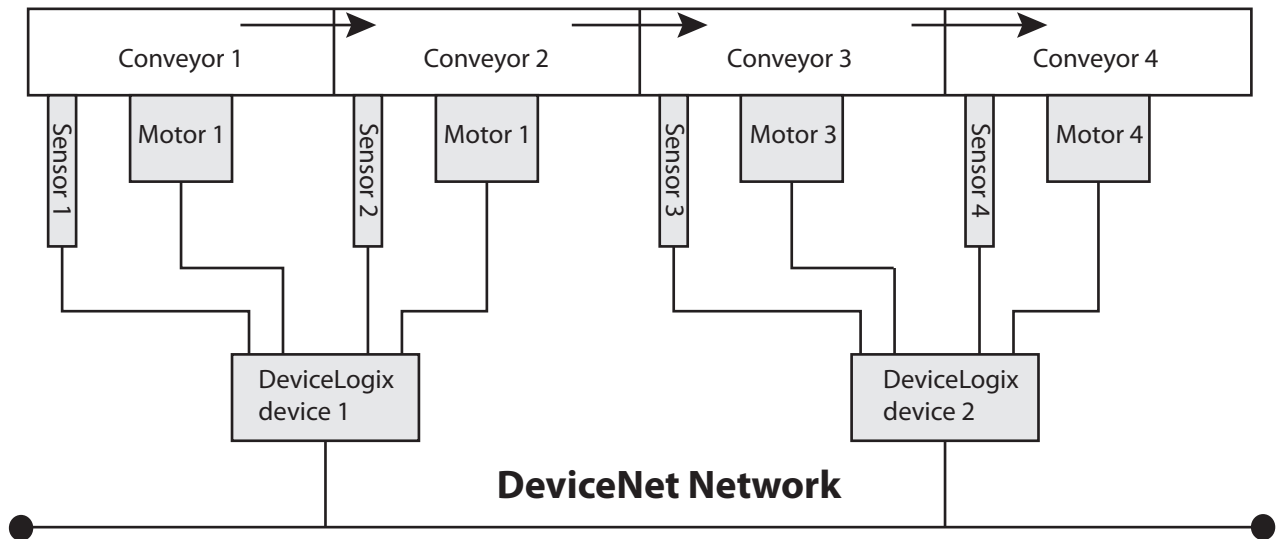 Conveyor 1
Conveyor 2
Conveyor 3
Conveyor 4
Sensor 1
Motor 1
Sensor 2
Motor 1
Sensor 3
Motor 3
Sensor 4
Motor 4
DeviceLogix
device 1
DeviceLogix
device 2
DeviceNet Network